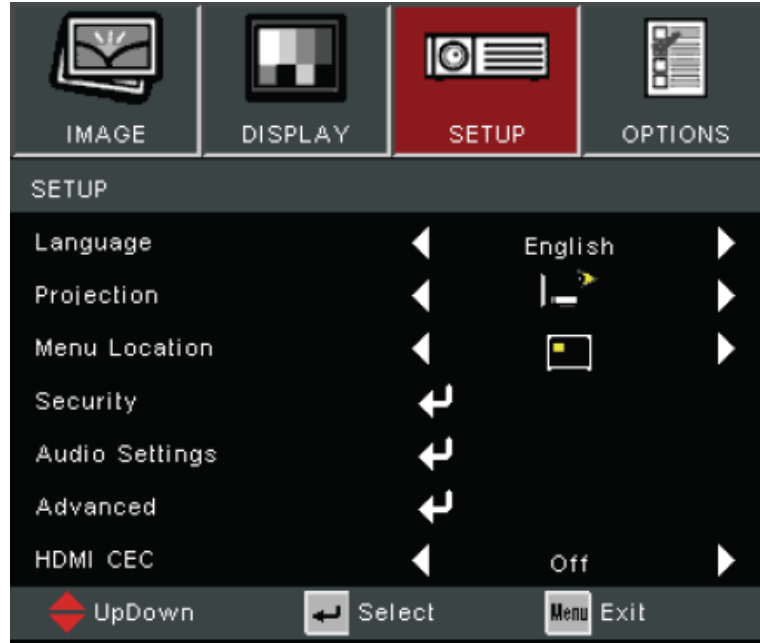 IMAGE DISPLAY SETUP OPTIONS
SETUP
Language English
Projection
Menu Location
Security
Audio Settings
Advanced
HDMI CEC Off
UpDown Select Menu Exit